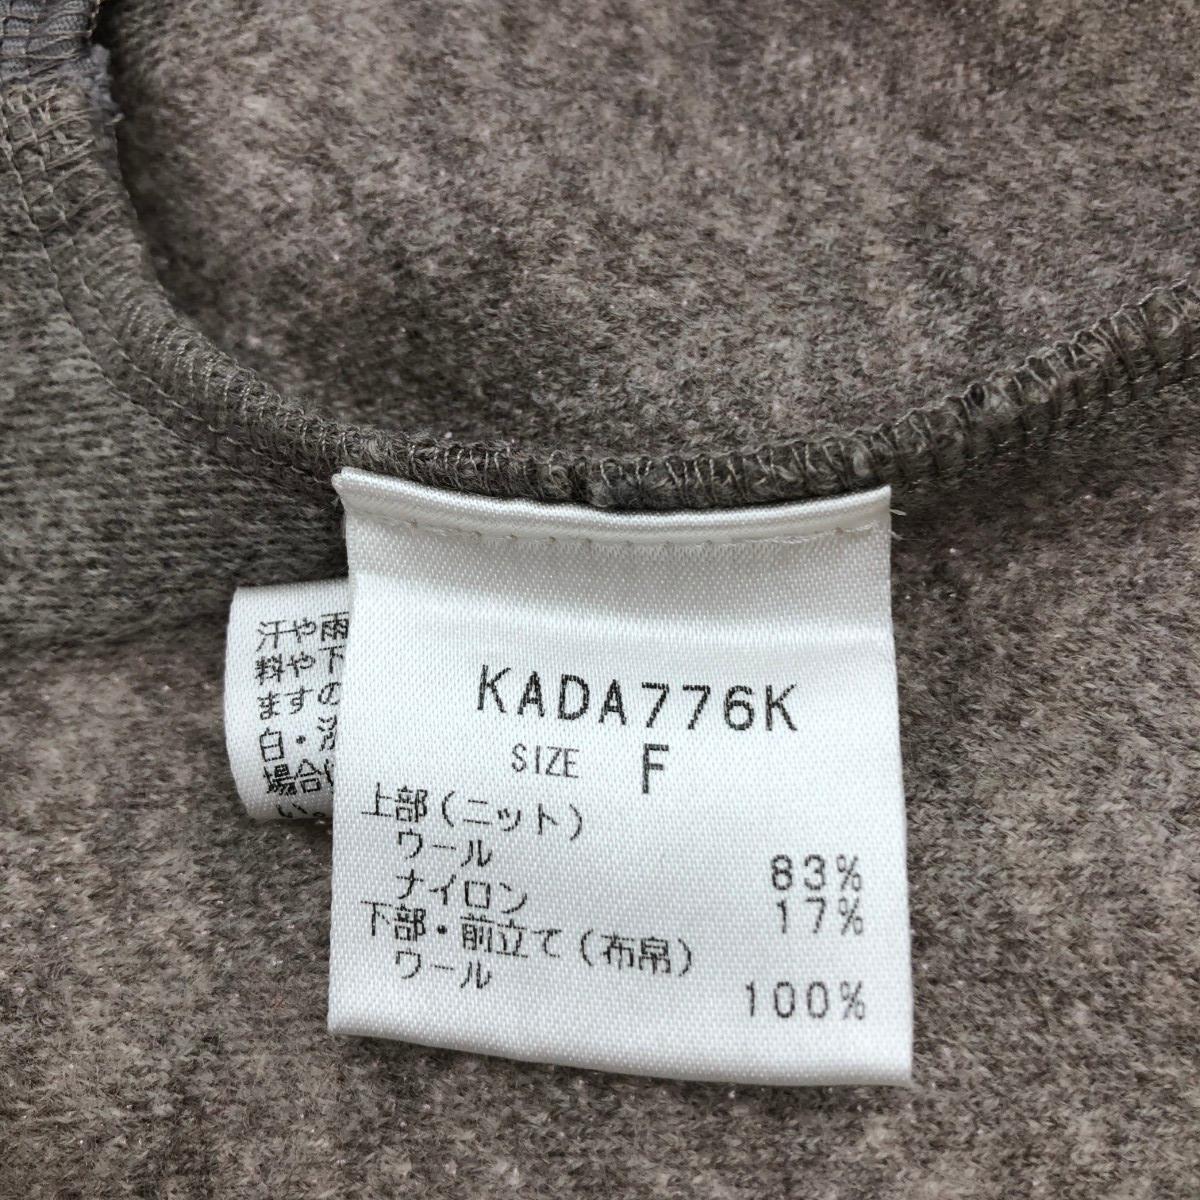 KADA776K
SIZE F
上部(ニット)
ウール 83%
ナイロン 17%
下部・前立て(布帛)
ウール 100%
汗や雨
料や下
ますの
白・淡
場合は
い。